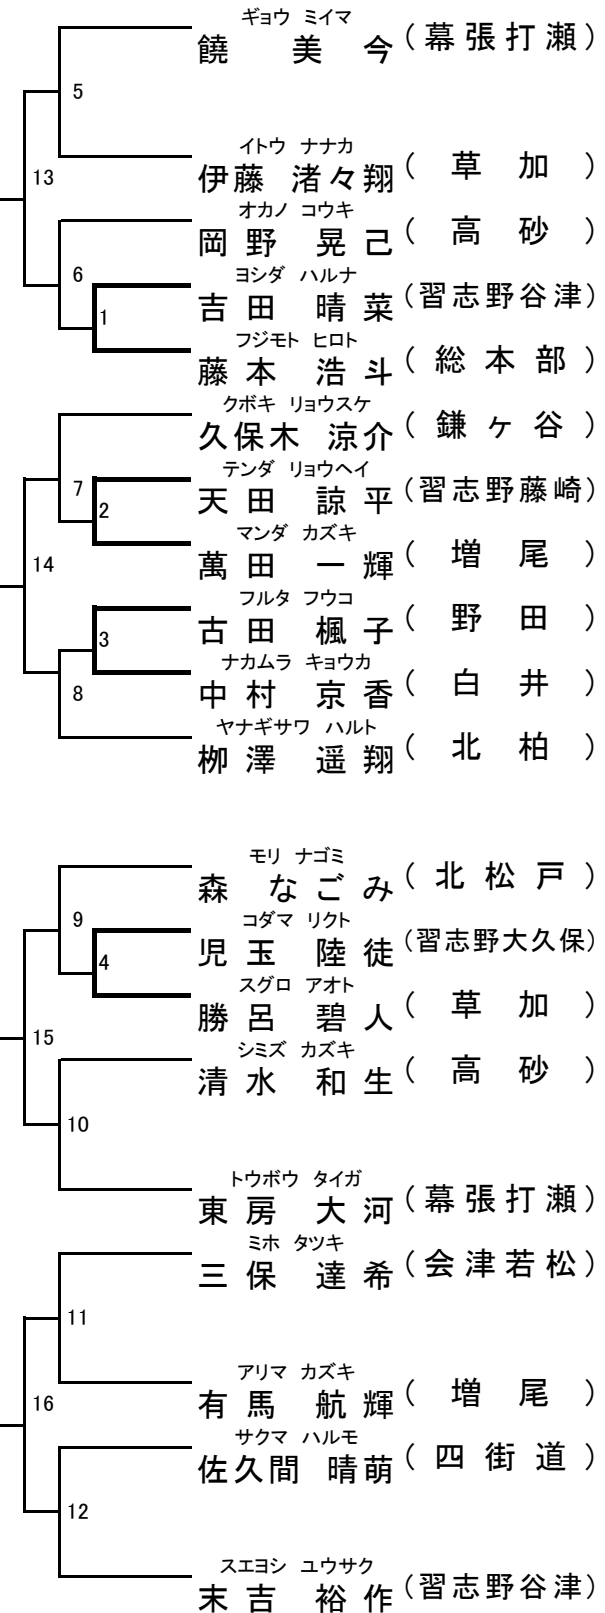 ギョウ ミイマ
饒 美 今 (幕張打瀬)
5
イトウ ナナカ
伊藤 渚々翔 (草加)
13
オカノ コウキ
岡野 晃己 (高砂)
6
ヨシダ ハルナ
吉田 晴菜 (習志野谷津)
1
フジモト ヒロト
藤本 浩斗 (総本部)
クボキ リョウスケ
久保木 涼介 (鎌ヶ谷)
7
テンダ リョウヘイ
天田 諒平 (習志野藤崎)
2
マンダ カズキ
萬田 一輝 (増尾)
14
フルタ フウコ
古田 楓子 (野田)
3
ナカムラ キョウカ
中村 京香 (白井)
8
ヤナギサワ ハルト
栁澤 遥翔 (北柏)
モリ ナゴミ
森 なごみ (北松戸)
9
コダマ リクト
児玉 陸徒 (習志野大久保)
4
スグロ アオト
勝呂 碧人 (草加)
15
シミズ カズキ
清水 和生 (高砂)
10
トウボウ タイガ
東房 大河 (幕張打瀬)
ミホ タツキ
三保 達希 (会津若松)
11
アリマ カズキ
有馬 航輝 (増尾)
16
サクマ ハルモ
佐久間 晴萌 (四街道)
12
スエヨシ ユウサク
末吉 裕作 (習志野谷津)